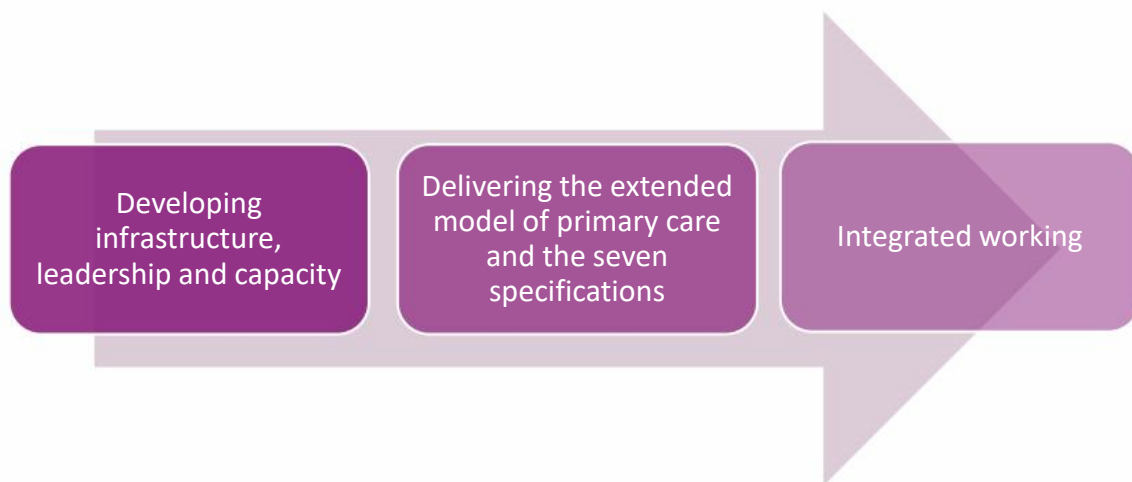 Developing
infrastructure,
leadership and capacity
Delivering the extended
model of primary care
and the seven
specifications
Integrated working